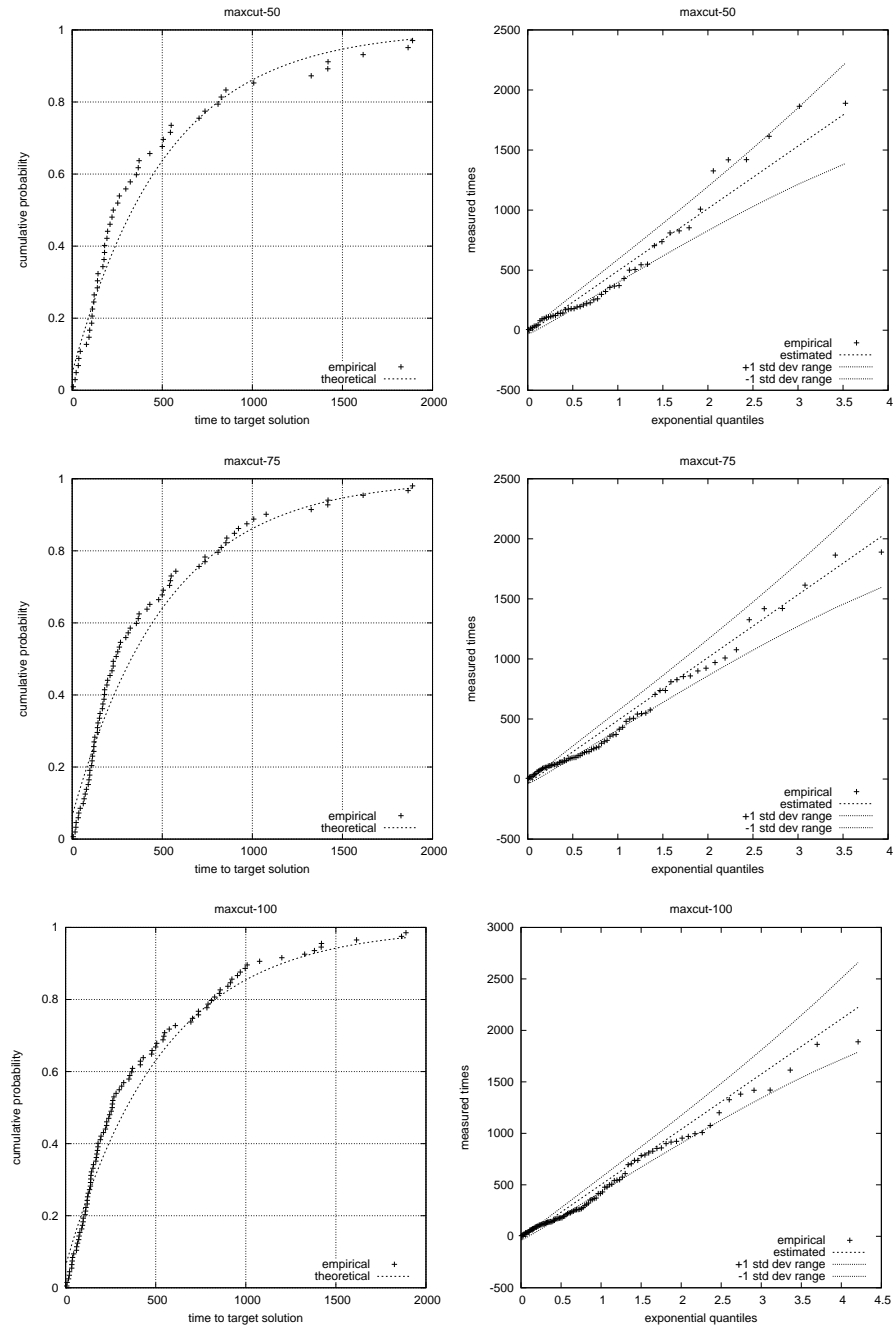 maxcut-50
1
0.8
0.6
0.4
0.2
0
cumulative probability
0 500 1000 1500 2000
time to target solution
empirical
theoretical
maxcut-50
2500
2000
1500
1000
500
0
-500
measured times
0 0.5 1 1.5 2 2.5 3 3.5 4
exponential quantiles
empirical
estimated
+1 std dev range
-1 std dev range
maxcut-75
1
0.8
0.6
0.4
0.2
0
cumulative probability
0 500 1000 1500 2000
time to target solution
empirical
theoretical
maxcut-75
2500
2000
1500
1000
500
0
-500
measured times
0 0.5 1 1.5 2 2.5 3 3.5 4
exponential quantiles
empirical
estimated
+1 std dev range
-1 std dev range
maxcut-100
1
0.8
0.6
0.4
0.2
0
cumulative probability
0 500 1000 1500 2000
time to target solution
empirical
theoretical
maxcut-100
3000
2500
2000
1500
1000
500
0
-500
measured times
0 0.5 1 1.5 2 2.5 3 3.5 4 4.5
exponential quantiles
empirical
estimated
+1 std dev range
-1 std dev range